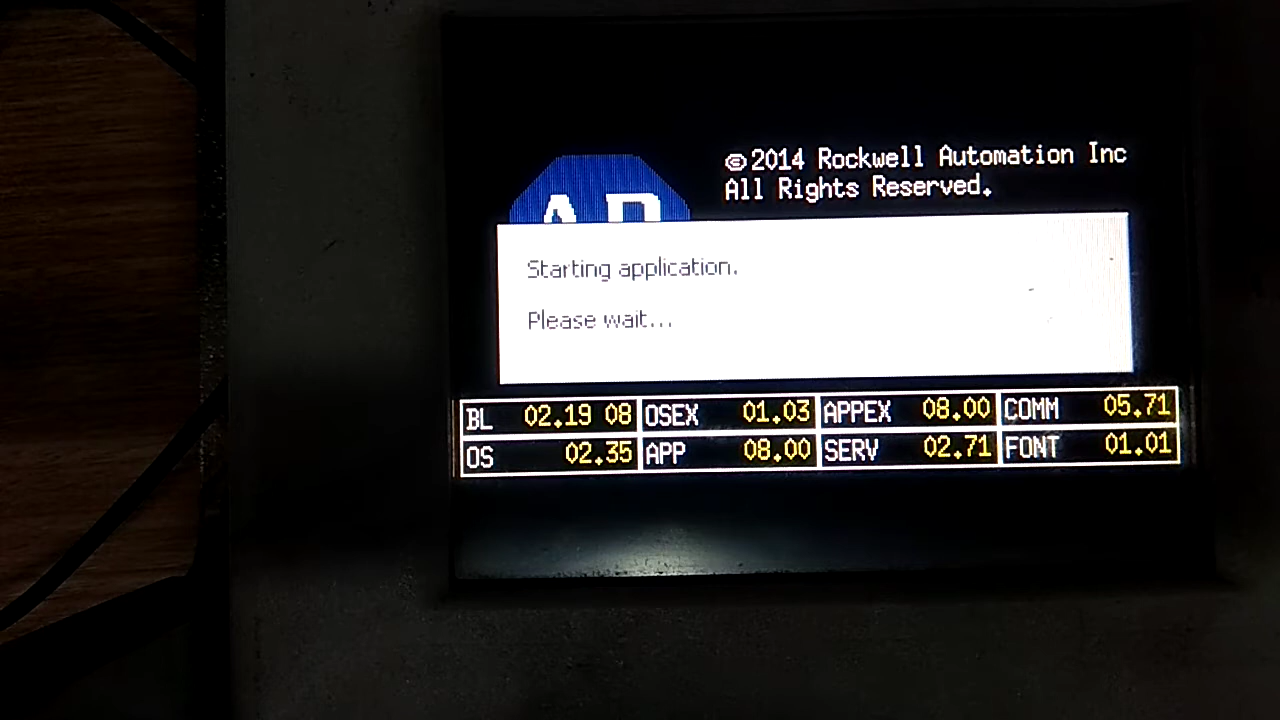 ©2014 Rockwell Automation Inc
All Rights Reserved.
Starting application.
Please wait...
BL 02.19 08 OSEX 01.03 APPEX 08.00 COMM 05.71
OS 02.35 APP 08.00 SERV 02.71 FONT 01.01